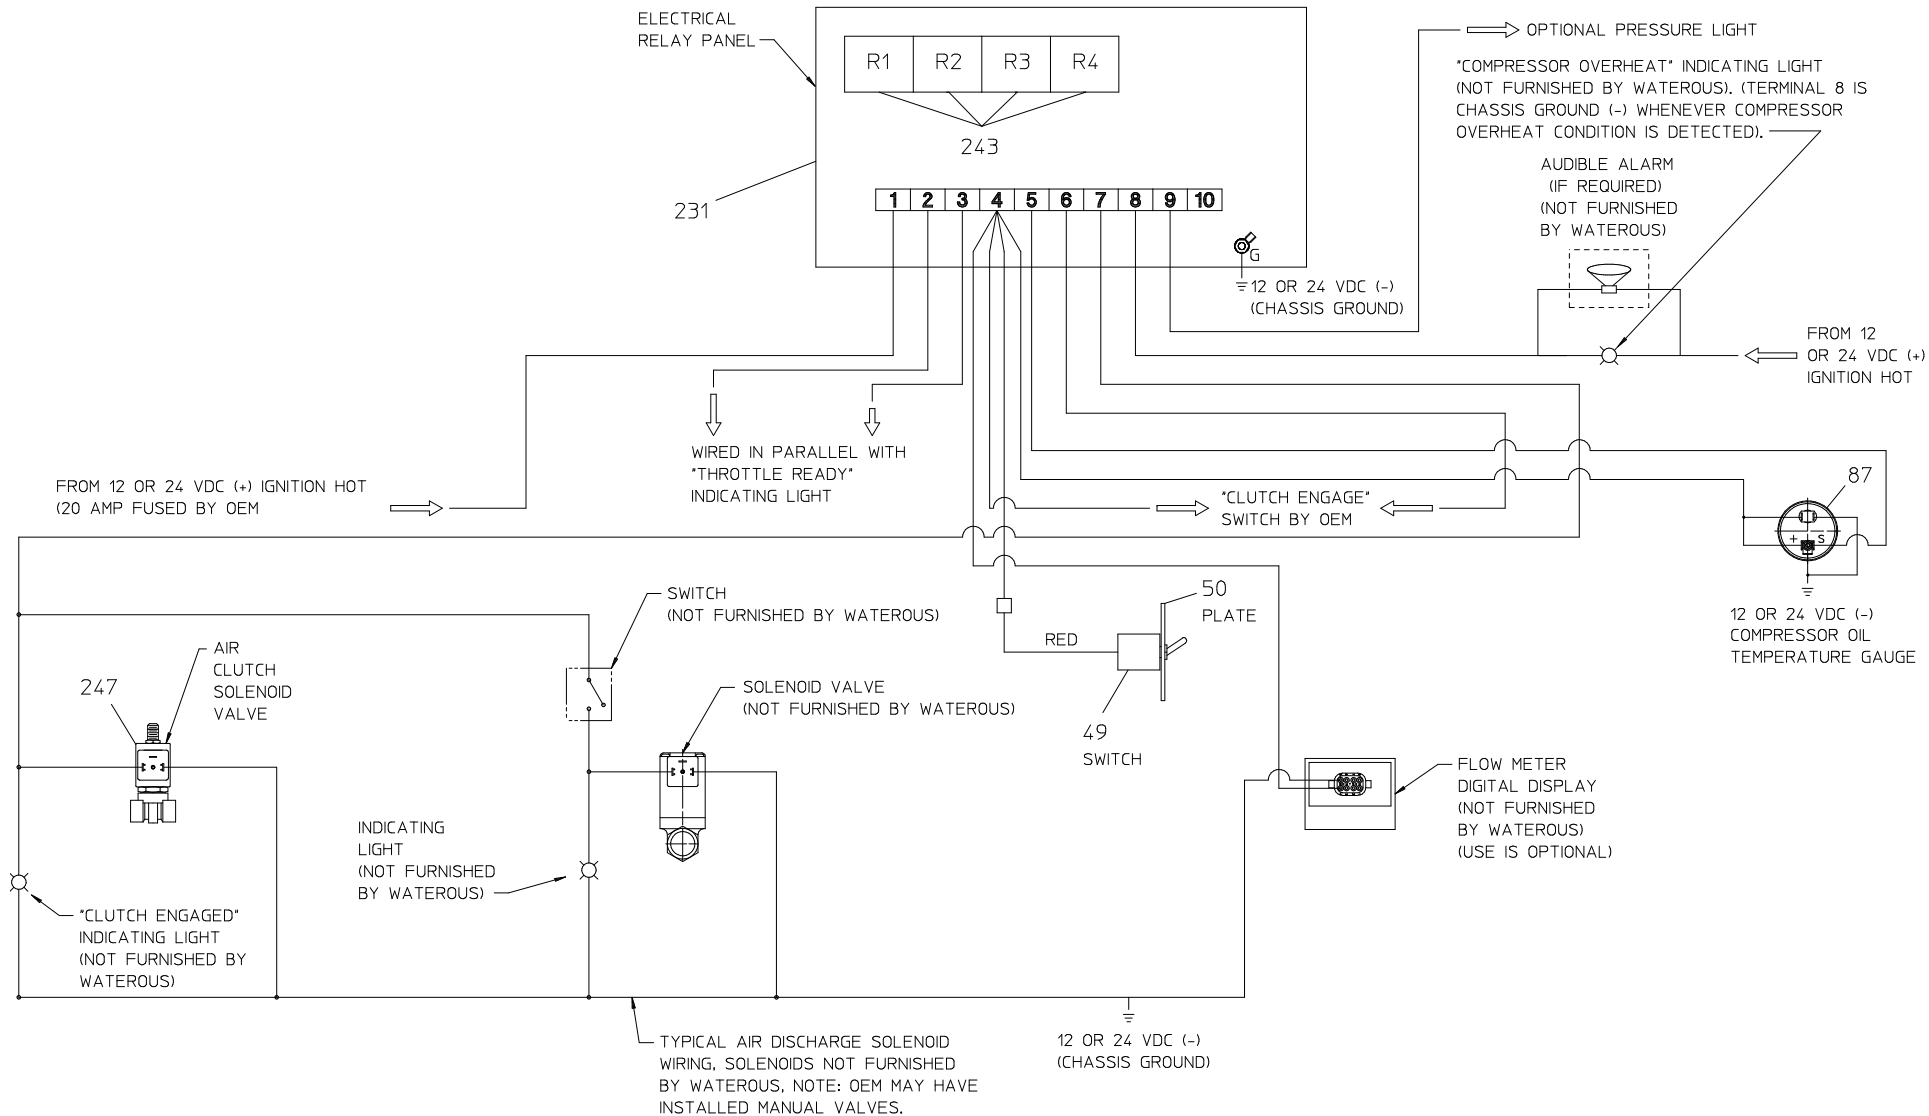 ELECTRICAL
RELAY PANEL
R1 R2 R3 R4
243
231
1 2 3 4 5 6 7 8 9 10
G
12 OR 24 VDC (-)
(CHASSIS GROUND)
OPTIONAL PRESSURE LIGHT
"COMPRESSOR OVERHEAT" INDICATING LIGHT
(NOT FURNISHED BY WATEROUS). (TERMINAL 8 IS
CHASSIS GROUND (-) WHENEVER COMPRESSOR
OVERHEAT CONDITION IS DETECTED).
AUDIBLE ALARM
(IF REQUIRED)
(NOT FURNISHED
BY WATEROUS)
FROM 12
OR 24 VDC (+)
IGNITION HOT
WIRED IN PARALLEL WITH
"THROTTLE READY"
INDICATING LIGHT
FROM 12 OR 24 VDC (+) IGNITION HOT
(20 AMP FUSED BY OEM
"CLUTCH ENGAGE"
SWITCH BY OEM
87
+ S
12 OR 24 VDC (-)
COMPRESSOR OIL
TEMPERATURE GAUGE
SWITCH
(NOT FURNISHED BY WATEROUS)
50
PLATE
RED
49
SWITCH
AIR
CLUTCH
SOLENOID
VALVE
247
SOLENOID VALVE
(NOT FURNISHED BY WATEROUS)
FLOW METER
DIGITAL DISPLAY
(NOT FURNISHED
BY WATEROUS)
(USE IS OPTIONAL)
INDICATING
LIGHT
(NOT FURNISHED
BY WATEROUS)
"CLUTCH ENGAGED"
INDICATING LIGHT
(NOT FURNISHED BY
WATEROUS)
TYPICAL AIR DISCHARGE SOLENOID
WIRING, SOLENOIDS NOT FURNISHED
BY WATEROUS, NOTE: OEM MAY HAVE
INSTALLED MANUAL VALVES.
12 OR 24 VDC (-)
(CHASSIS GROUND)